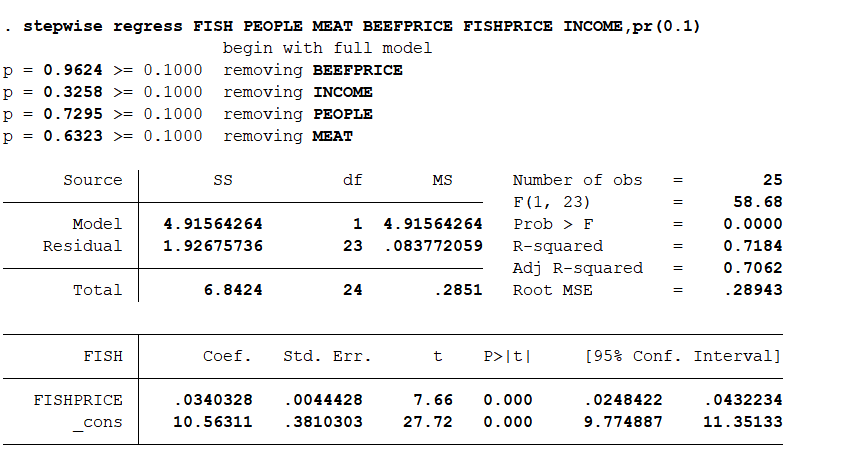 . stepwise regress FISH PEOPLE MEAT BEEFPRICE FISHPRICE INCOME,pr(0.1)
begin with full model
p = 0.9624 >= 0.1000 removing BEEFPRICE
p = 0.3258 >= 0.1000 removing INCOME
p = 0.7295 >= 0.1000 removing PEOPLE
p = 0.6323 >= 0.1000 removing MEAT
Source SS df MS Number of obs = 25
F(1, 23) = 58.68
Model 4.91564264 1 4.91564264 Prob > F = 0.0000
Residual 1.92675736 23 .083772059 R-squared = 0.7184
Adj R-squared = 0.7062
Total 6.8424 24 .2851 Root MSE = .28943
FISH Coef. Std. Err. t P>|t| [95% Conf. Interval]
FISHPRICE .0340328 .0044428 7.66 0.000 .0248422 .0432234
_cons 10.56311 .3810303 27.72 0.000 9.774887 11.35133